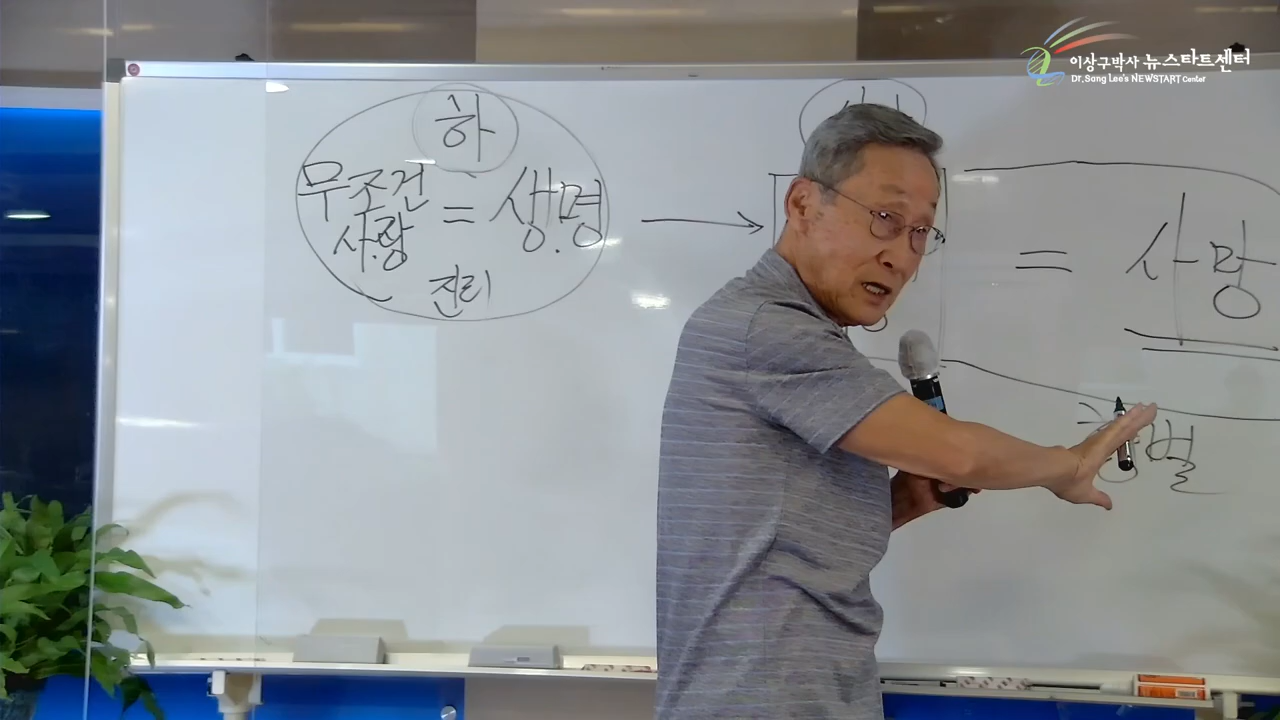 이상구박사 뉴스타트센터
Dr. Sang Lee's NEWSTART Center
하
무조건
사랑
= 생명
진리
= 사망